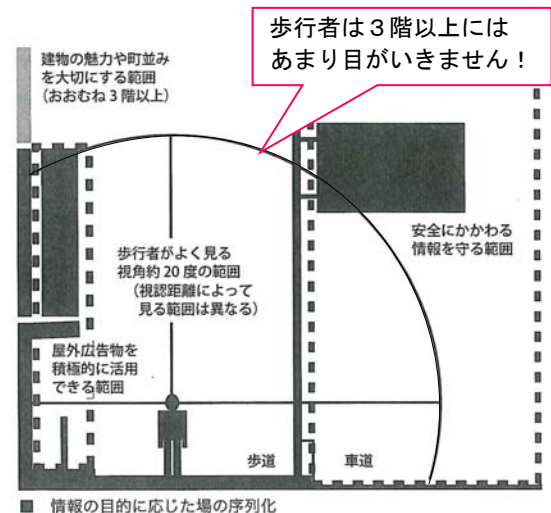 歩行者は３階以上には
あまり目がいきません！
建物の魅力や町並み
を大切にする範囲
（おおむね３階以上）
安全にかかわる
情報を守る範囲
歩行者がよく見る
視角約20度の範囲
（視認距離によって
見る範囲は異なる）
屋外広告物を
積極的に活用
できる範囲
歩道
車道
■ 情報の目的に応じた場の序列化